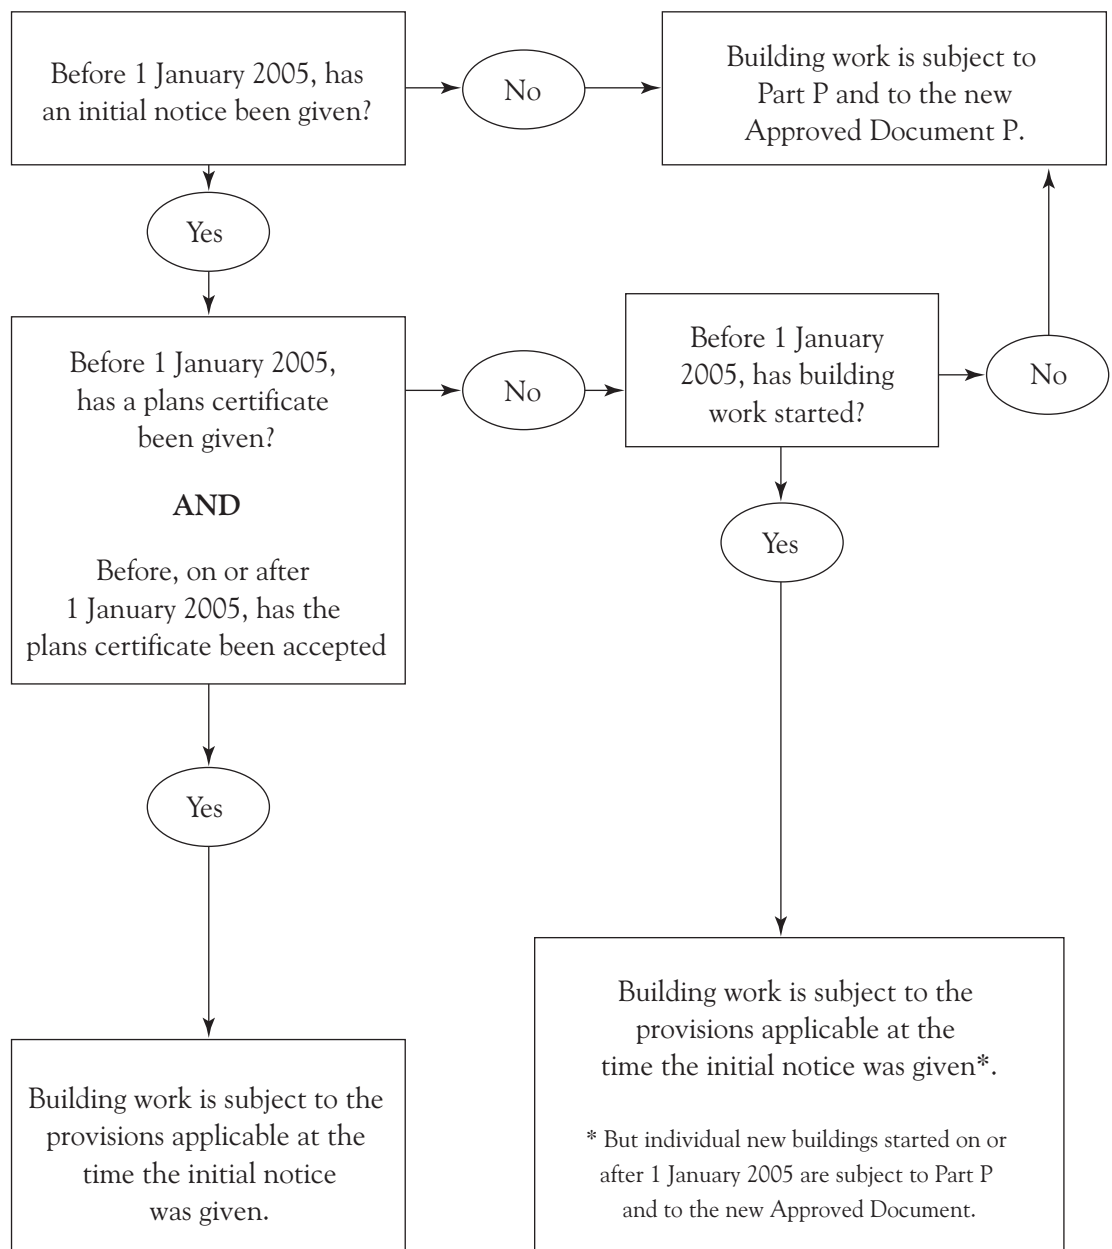 Before 1 January 2005, has
an initial notice been given?
No
Building work is subject to
Part P and to the new
Approved Document P.
Yes
Before 1 January 2005,
has a plans certificate
been given?
AND
Before, on or after
1 January 2005, has the
plans certificate been accepted
No
Before 1 January
2005, has building
work started?
No
Yes
Yes
Building work is subject to the
provisions applicable at the
time the initial notice
was given.
Building work is subject to the
provisions applicable at the
time the initial notice was given*.
* But individual new buildings started on or
after 1 January 2005 are subject to Part P
and to the new Approved Document.